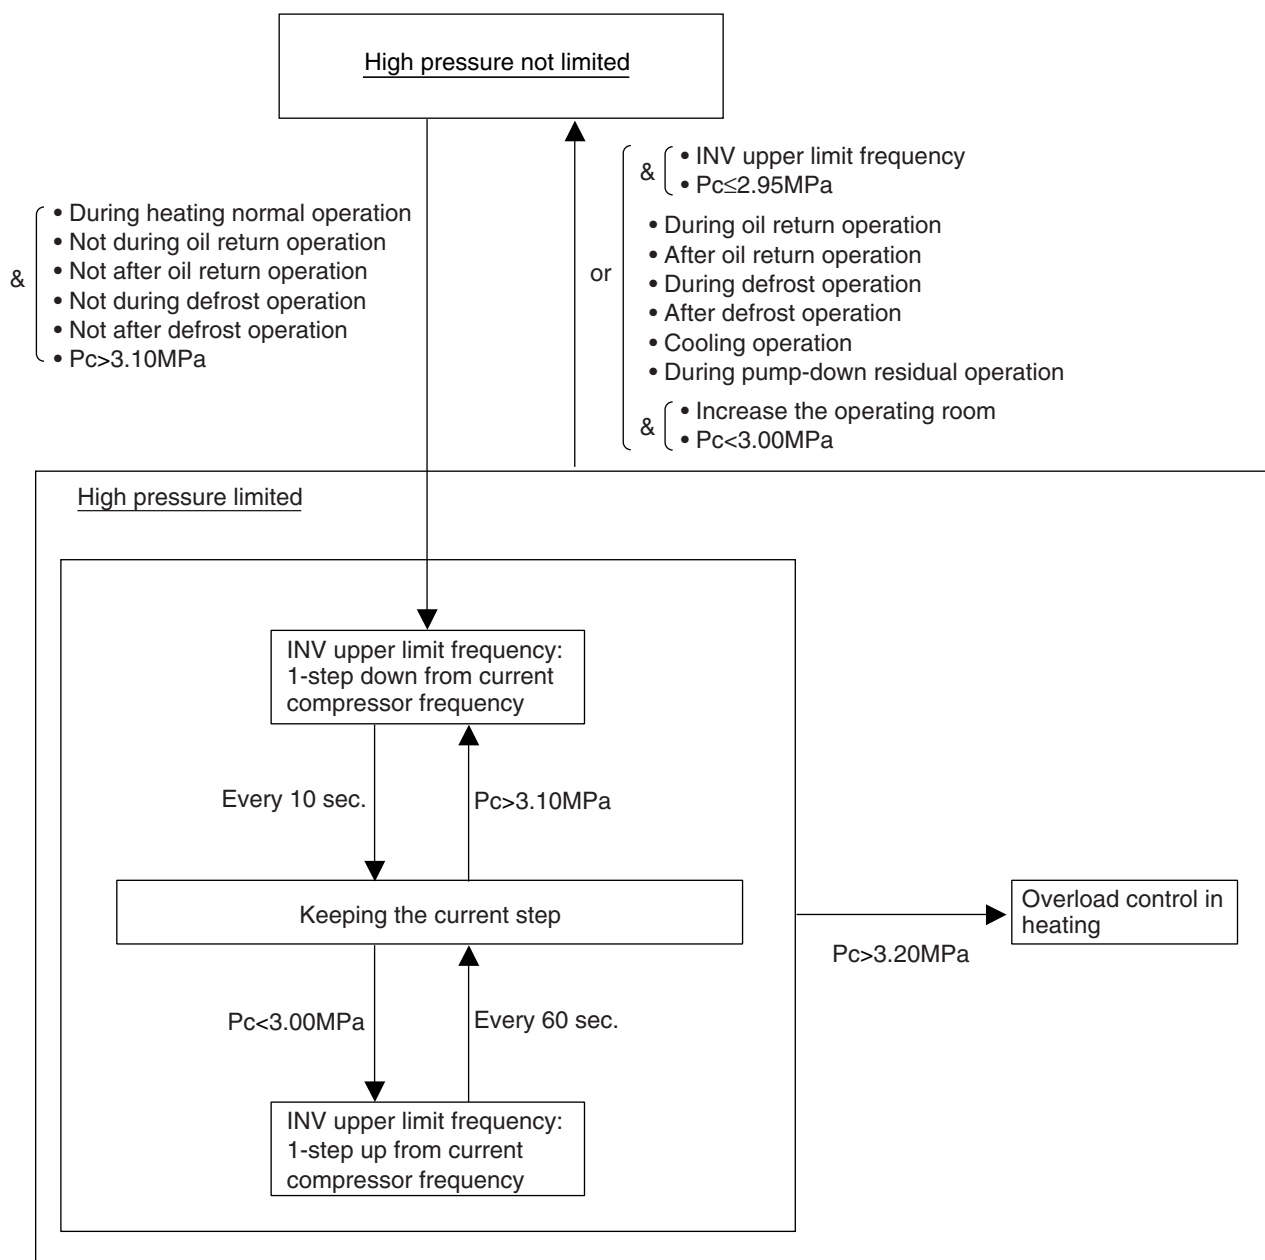 High pressure not limited
&
• During heating normal operation
• Not during oil return operation
• Not after oil return operation
• Not during defrost operation
• Not after defrost operation
• Pc>3.10MPa
or
&
• INV upper limit frequency
• Pc≤2.95MPa
• During oil return operation
• After oil return operation
• During defrost operation
• After defrost operation
• Cooling operation
• During pump-down residual operation
&
• Increase the operating room
• Pc<3.00MPa
High pressure limited
INV upper limit frequency:
1-step down from current
compressor frequency
Every 10 sec.
Pc>3.10MPa
Keeping the current step
Pc<3.00MPa
Every 60 sec.
INV upper limit frequency:
1-step up from current
compressor frequency
Pc>3.20MPa
Overload control in
heating